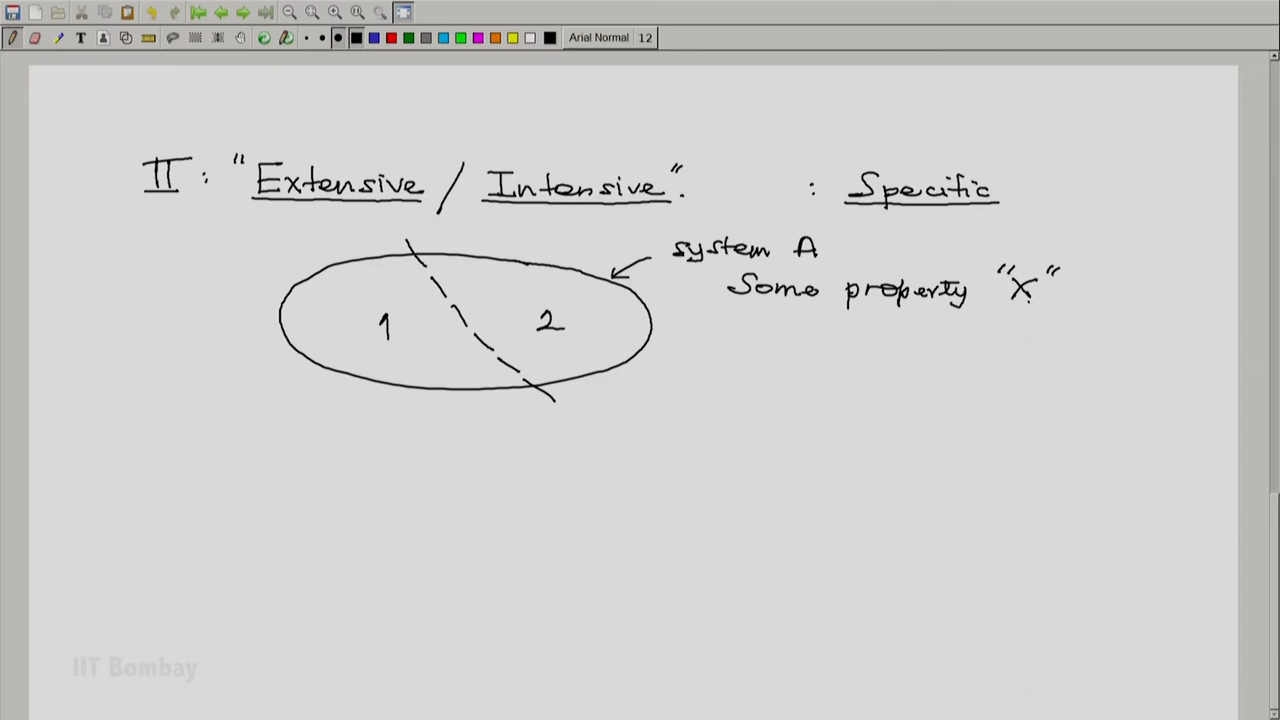 Arial Normal 12
II : "Extensive / Intensive". : Specific
system A
Some property "X"
1 2
IIT Bombay